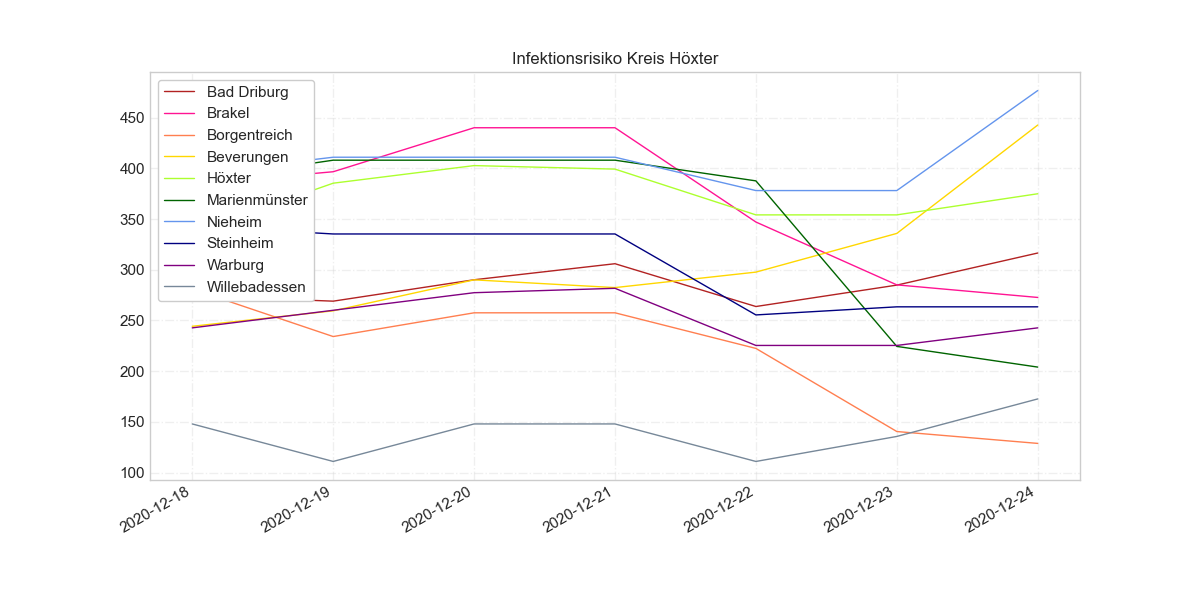 Infektionsrisiko Kreis Höxter
Bad Driburg
Brakel
Borgentreich
Beverungen
Höxter
Marienmünster
Nieheim
Steinheim
Warburg
Willebadessen
450
400
350
300
250
200
150
100
2020-12-18
2020-12-19
2020-12-20
2020-12-21
2020-12-22
2020-12-23
2020-12-24